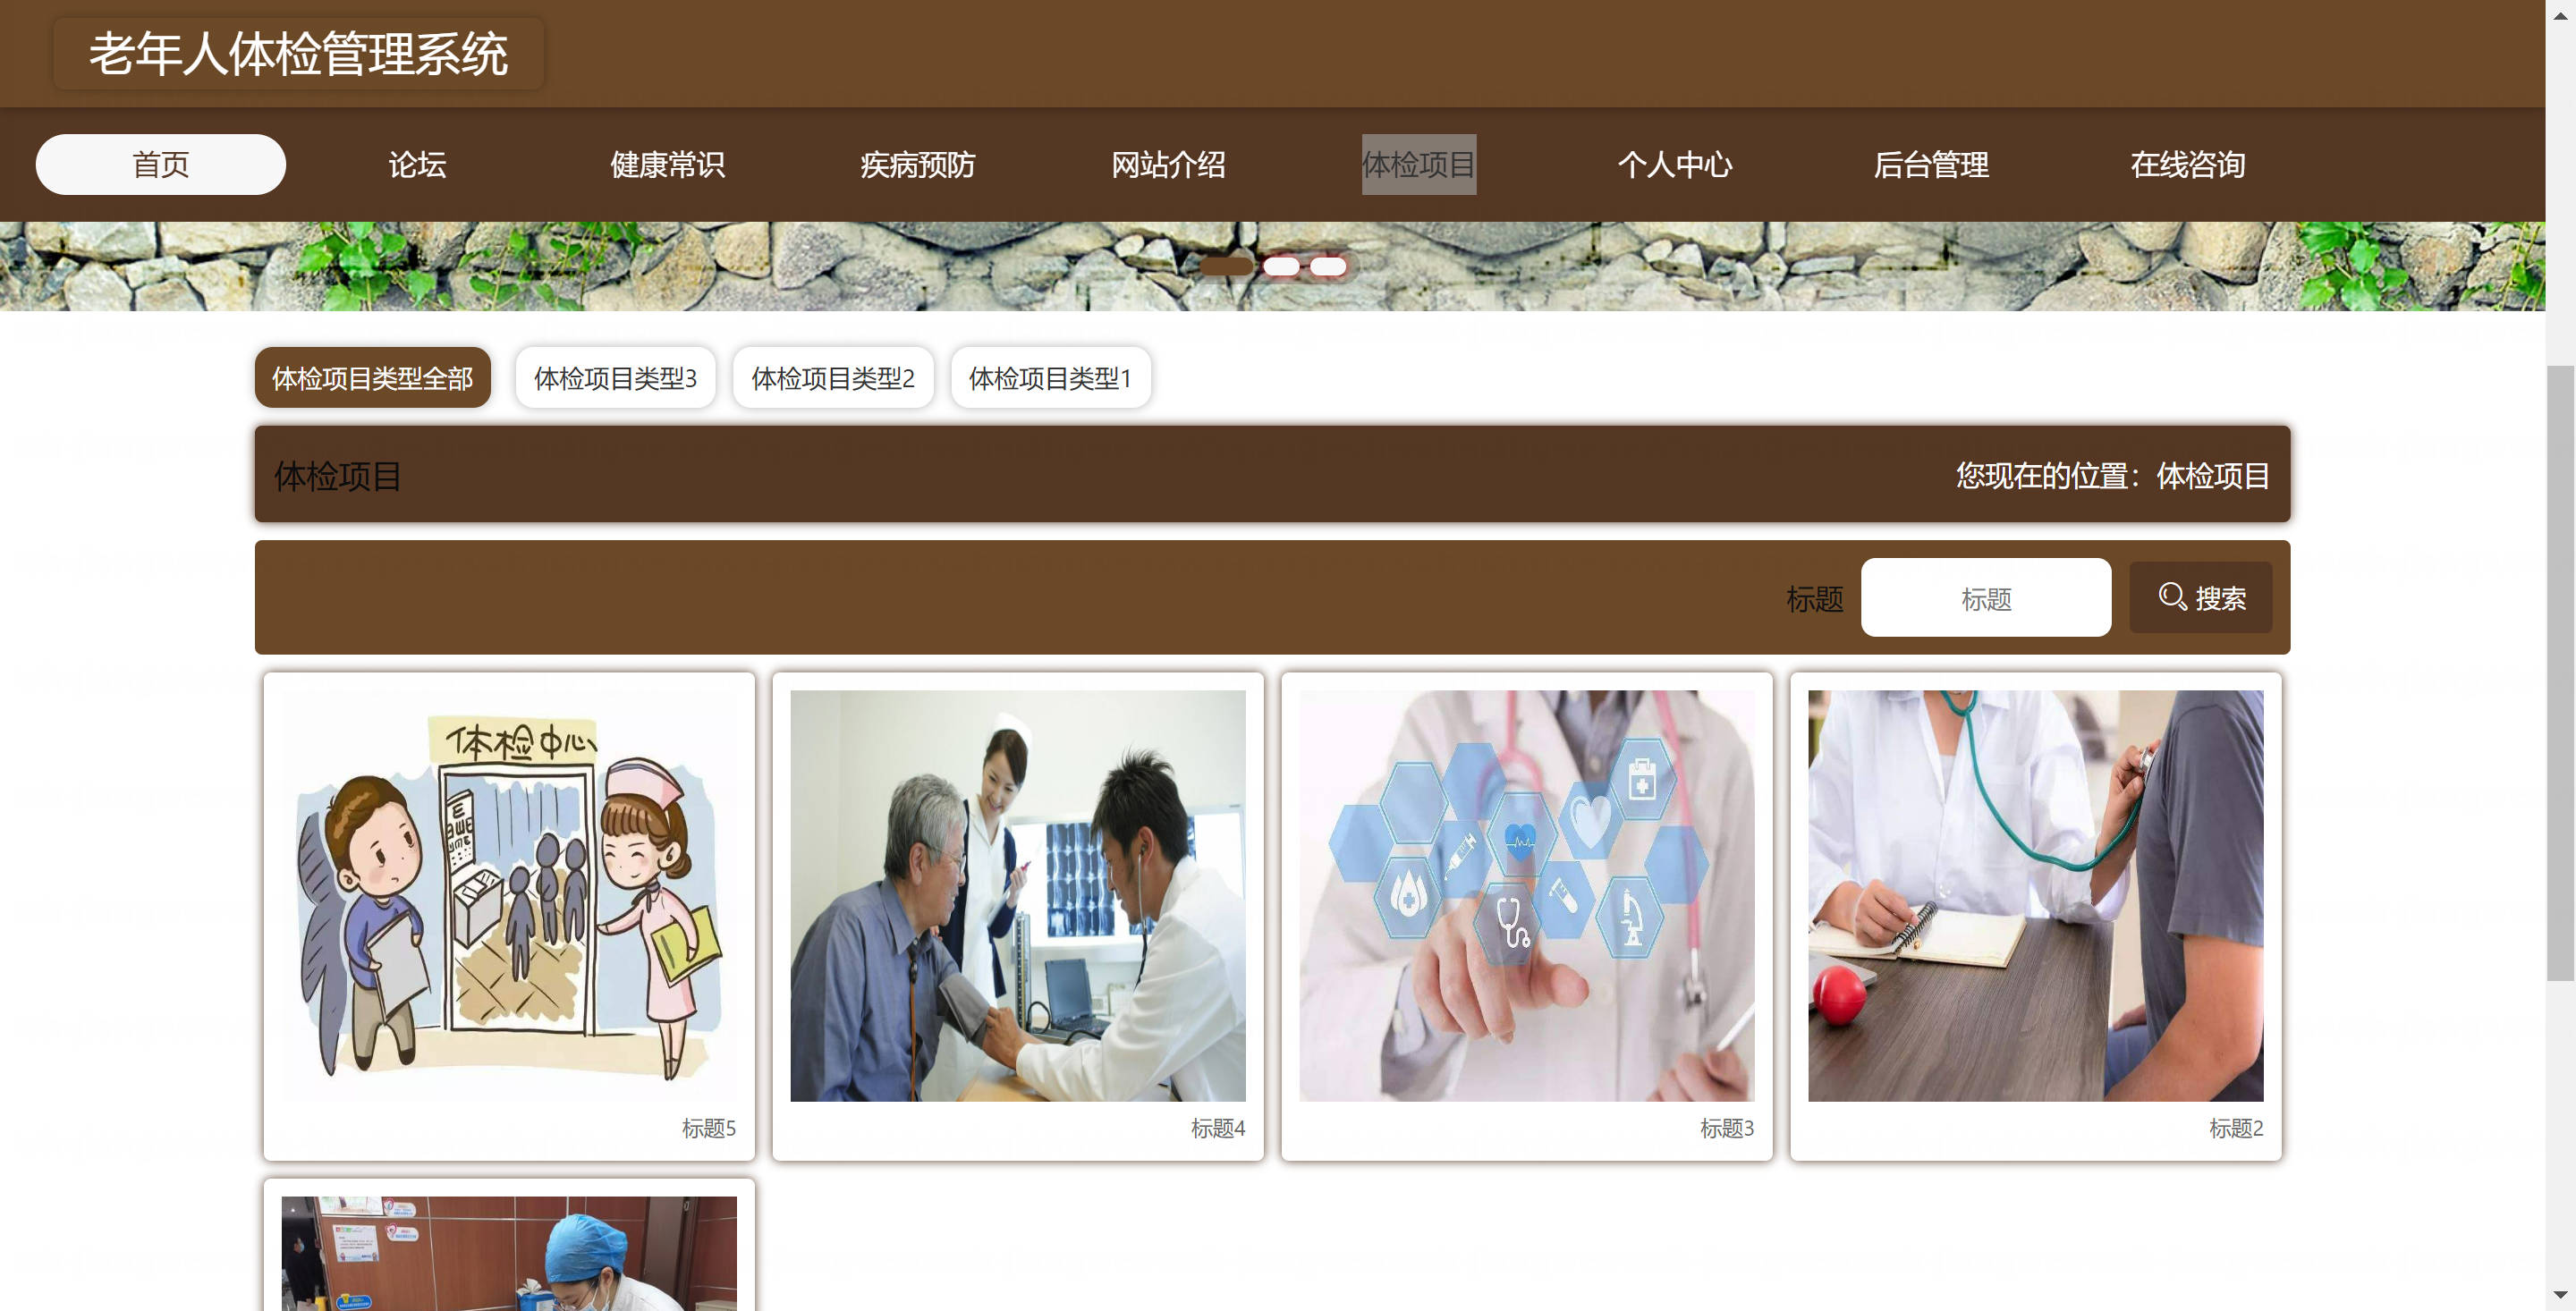 老年人体检管理系统
首页 论坛 健康常识 疾病预防 网站介绍 体检项目 个人中心 后台管理 在线咨询
体检项目类型全部 体检项目类型3 体检项目类型2 体检项目类型1
体检项目 您现在的位置：体检项目
标题 标题 搜索
体检中心
标题5 标题4 标题3 标题2